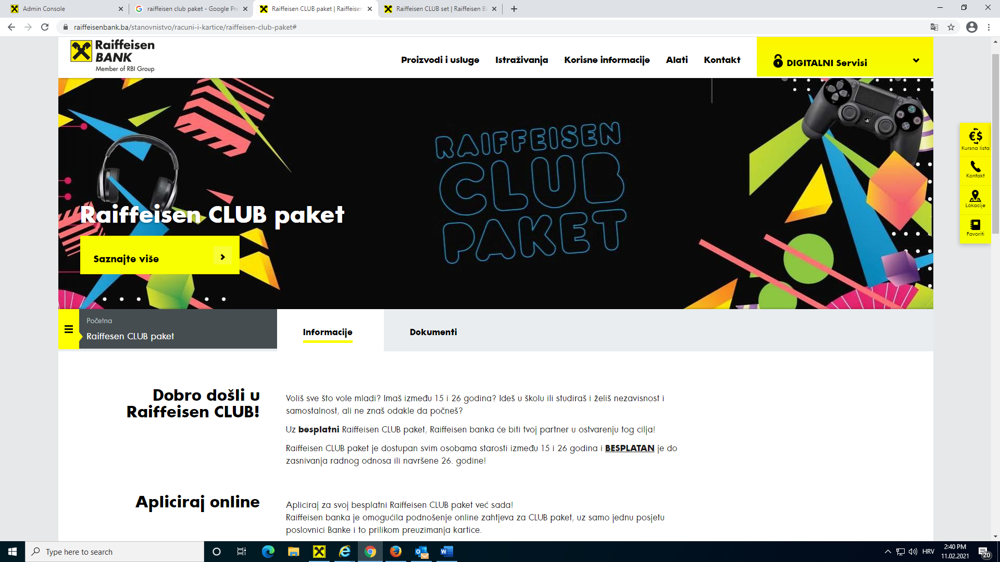 Admin Console
raiffeisen club paket - Google Pre
Raiffeisen CLUB paket | Raiffeisen
Raiffeisen CLUB set | Raiffeisen B
raiffeisenbank.ba/stanovnistvo/racuni-i-kartice/raiffeisen-club-paket#
Raiffeisen
BANK
Member of RBI Group
Proizvodi i usluge
Istraživanja
Korisne informacije
Alati
Kontakt
DIGITALNI Servisi
RAIFFEISEN
CLUB
PAKET
€$
Kursna lista
Kontakt
Lokacije
Favoriti
Raiffeisen CLUB paket
Saznajte više
Početna
Raiffesen CLUB paket
Informacije
Dokumenti
Dobro došli u
Raiffeisen CLUB!
Voliš sve što vole mladi? Imaš između 15 i 26 godina? Ideš u školu ili studiraš i želiš nezavisnost i
samostalnost, ali ne znaš odakle da počneš?
Uz besplatni Raiffeisen CLUB paket, Raiffeisen banka će biti tvoj partner u ostvarenju tog cilja!
Raiffeisen CLUB paket je dostupan svim osobama starosti između 15 i 26 godina i BESPLATAN je do
zasnivanja radnog odnosa ili navršene 26. godine!
Apliciraj online
Apliciraj za svoj besplatni Raiffeisen CLUB paket već sada!
Raiffeisen banka je omogućila podnošenje online zahtjeva za CLUB paket, uz samo jednu posjetu
poslovnici Banke i to prilikom preuzimanja kartice.
Type here to search
HRV
2:40 PM
11.02.2021
20